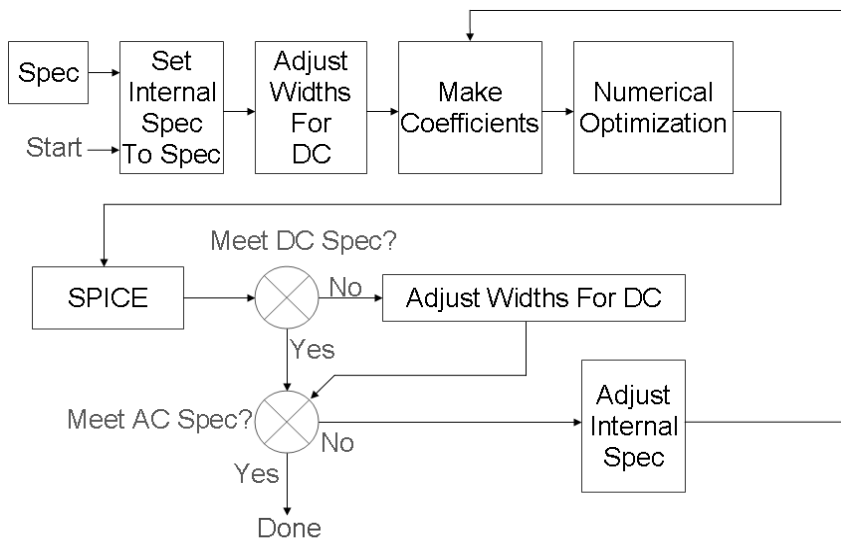 Spec
Start
Set
Internal
Spec
To Spec
Adjust
Widths
For
DC
Make
Coefficients
Numerical
Optimization
Meet DC Spec?
SPICE
No
Adjust Widths For DC
Yes
Meet AC Spec?
No
Adjust
Internal
Spec
Yes
Done